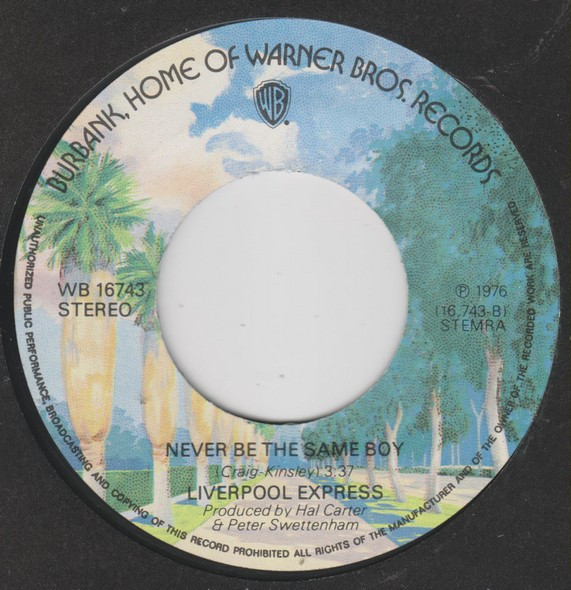 BURBANK, HOME OF WARNER BROS. RECORDS
WB
WB 16743
STEREO
℗ 1976
(16.743-B)
STEMRA
NEVER BE THE SAME BOY
(Craig-Kinsley) 3:37
LIVERPOOL EXPRESS
Produced by Hal Carter
& Peter Swettenham
UNAUTHORIZED PUBLIC PERFORMANCE, BROADCASTING AND COPYING OF THIS RECORD PROHIBITED ALL RIGHTS OF THE MANUFACTURER AND OF THE OWNER OF THE RECORDED WORK ARE RESERVED